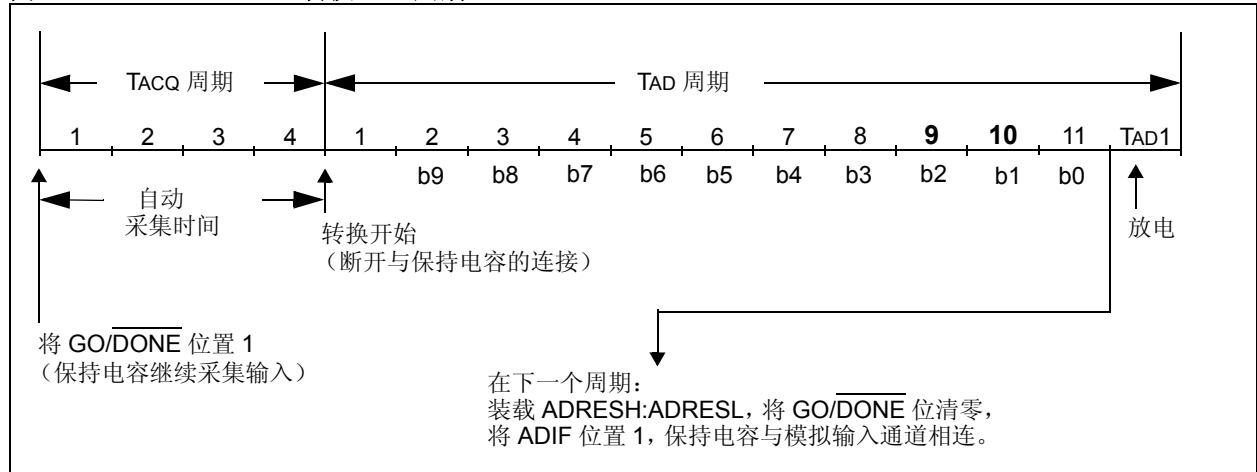 TACQ 周期
TAD 周期
1 2 3 4 1 2 3 4 5 6 7 8 9 10 11 TAD1
b9 b8 b7 b6 b5 b4 b3 b2 b1 b0
自动
采集时间
转换开始
（断开与保持电容的连接）
放电
将 GO/DONE 位置 1
（保持电容继续采集输入）
在下一个周期：
装载 ADRESH:ADRESL，将 GO/DONE 位清零，
将 ADIF 位置 1，保持电容与模拟输入通道相连。